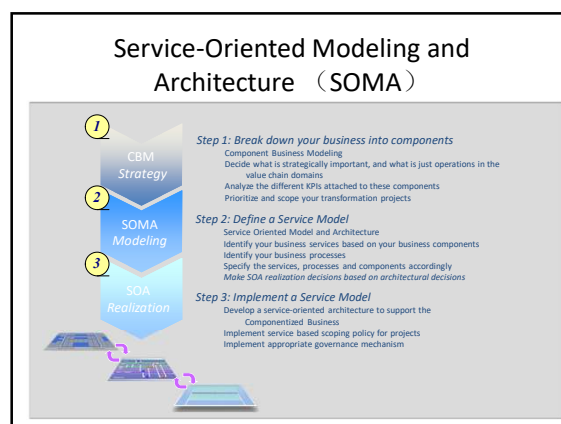 Service-Oriented Modeling and
Architecture （SOMA）
1
CBM
Strategy
2
SOMA
Modeling
3
SOA
Realization
Step 1: Break down your business into components
Component Business Modeling
Decide what is strategically important, and what is just operations in the
value chain domains
Analyze the different KPIs attached to these components
Prioritize and scope your transformation projects
Step 2: Define a Service Model
Service Oriented Model and Architecture
Identify your business services based on your business components
Identify your business processes
Specify the services, processes and components accordingly
Make SOA realization decisions based on architectural decisions
Step 3: Implement a Service Model
Develop a service-oriented architecture to support the
Componentized Business
Implement service based scoping policy for projects
Implement appropriate governance mechanism